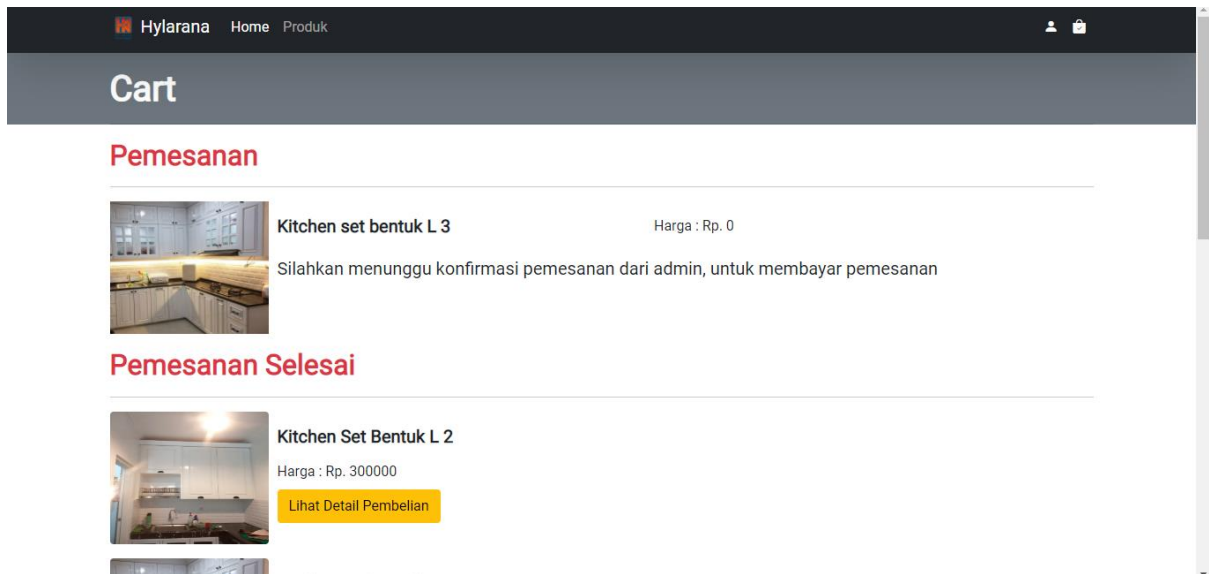 Hylarana Home Produk
Cart
Pemesanan
Kitchen set bentuk L 3
Harga : Rp. 0
Silahkan menunggu konfirmasi pemesanan dari admin, untuk membayar pemesanan
Pemesanan Selesai
Kitchen Set Bentuk L 2
Harga : Rp. 300000
Lihat Detail Pembelian